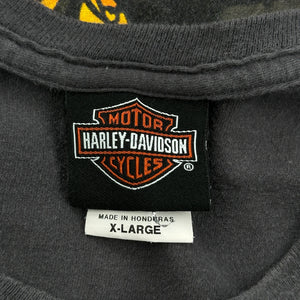 MOTOR
HARLEY-DAVIDSON
CYCLES
®
MADE IN HONDURAS
X-LARGE